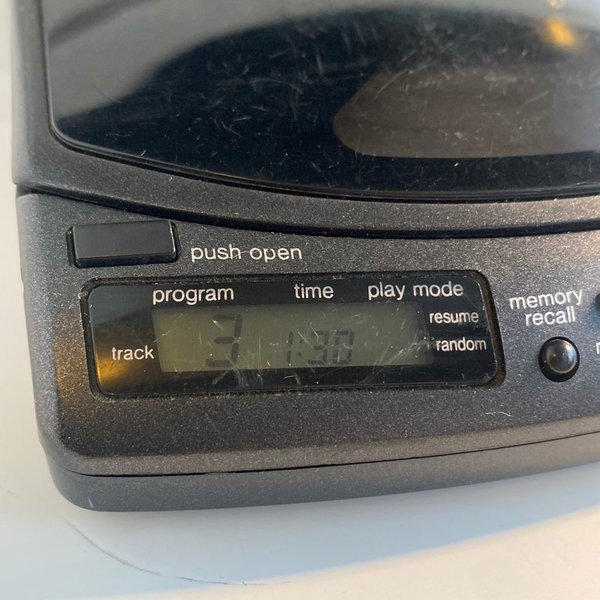 push open
program time play mode
resume
track 3 1:30 random
memory
recall